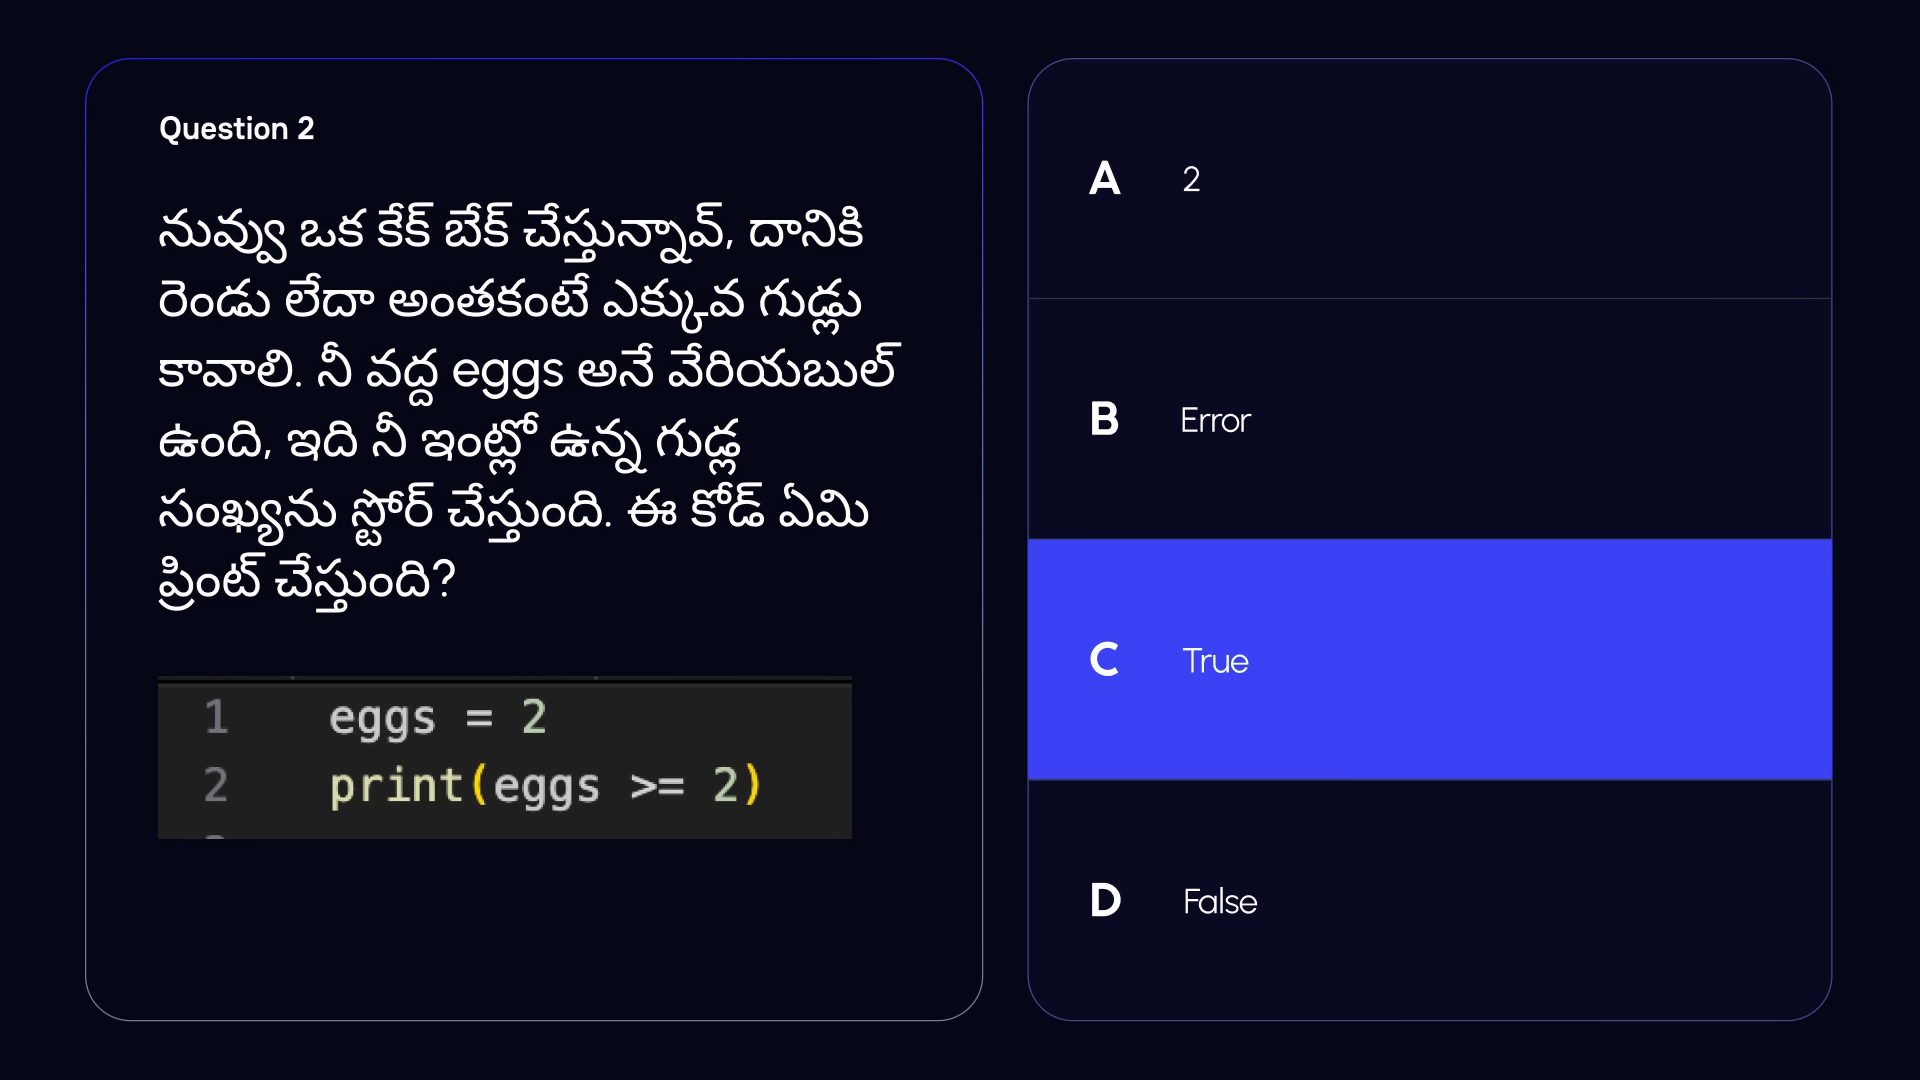 Question 2
నువ్వు ఒక కేక్ బేక్ చేస్తున్నావ్, దానికి
రెండు లేదా అంతకంటే ఎక్కువ గుడ్లు
కావాలి. నీ వద్ద eggs అనే వేరియబుల్
ఉంది, ఇది నీ ఇంట్లో ఉన్న గుడ్ల
సంఖ్యను స్టోర్ చేస్తుంది. ఈ కోడ్ ఏమి
ప్రింట్ చేస్తుంది?
1 eggs = 2
2 print(eggs >= 2)
A 2
B Error
C True
D False